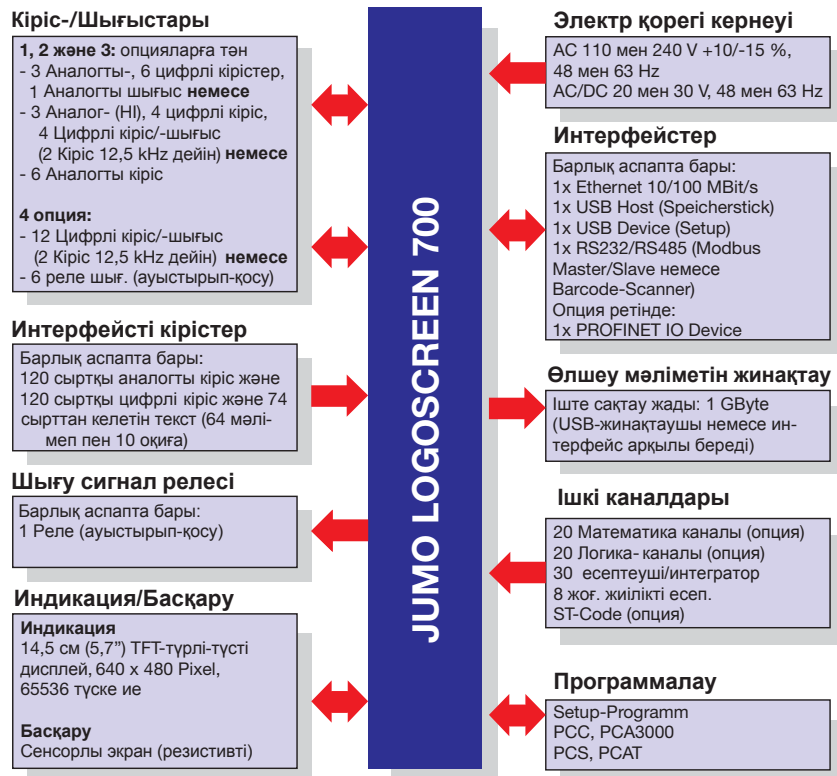 Кіріс-/Шығыстары
1, 2 және 3: опцияларға тән
- 3 Аналогты-, 6 цифрлі кірістер,
1 Аналогты шығыс немесе
- 3 Аналог- (HI), 4 цифрлі кіріс,
4 Цифрлі кіріс/-шығыс
(2 Кіріс 12,5 kHz дейін) немесе
- 6 Аналогты кіріс
4 опция:
- 12 Цифрлі кіріс/-шығыс
(2 Кіріс 12,5 kHz дейін) немесе
- 6 реле шығ. (ауыстырып-қосу)
Интерфейсті кірістер
Барлық аспапта бары:
120 сыртқы аналогты кіріс және
120 сыртқы цифрлі кіріс және 74
сырттан келетін текст (64 мәлі-
меп пен 10 оқиға)
Шығу сигнал релесі
Барлық аспапта бары:
1 Реле (ауыстырып-қосу)
Индикация/Басқару
Индикация
14,5 см (5,7”) TFT-түрлі-түсті
дисплей, 640 x 480 Pixel,
65536 түске ие
Басқару
Сенсорлы экран (резистивті)
JUMO LOGOSCREEN 700
Электр қорегі кернеуі
AC 110 мен 240 V +10/-15 %,
48 мен 63 Hz
AC/DC 20 мен 30 V, 48 мен 63 Hz
Интерфейстер
Барлық аспапта бары:
1x Ethernet 10/100 MBit/s
1x USB Host (Speicherstick)
1x USB Device (Setup)
1x RS232/RS485 (Modbus
Master/Slave немесе
Barcode-Scanner)
Опция ретінде:
1x PROFINET IO Device
Өлшеу мәліметін жинақтау
Іште сақтау жады: 1 GByte
(USB-жинақтаушы немесе ин-
терфейс арқылы береді)
Ішкі каналдары
20 Математика каналы (опция)
20 Логика- каналы (опция)
30 есептеуші/интегратор
8 жоғ. жиілікті есеп.
ST-Code (опция)
Программалау
Setup-Programm
PCC, PCA3000
PCS, PCAT